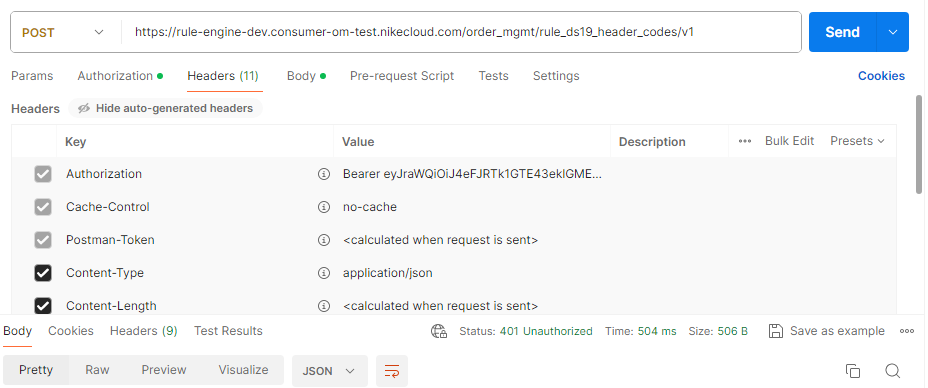 POST https://rule-engine-dev.consumer-om-test.nikecloud.com/order_mgmt/rule_ds19_header_codes/v1 Send
Params Authorization Headers (11) Body Pre-request Script Tests Settings Cookies
Headers Hide auto-generated headers
Key Value Description ••• Bulk Edit Presets
Authorization Bearer eyJraWQiOiJ4eFJRTk1GTE43eklGME...
Cache-Control no-cache
Postman-Token <calculated when request is sent>
Content-Type application/json
Content-Length <calculated when request is sent>
Body Cookies Headers (9) Test Results Status: 401 Unauthorized Time: 504 ms Size: 506 B Save as example
Pretty Raw Preview Visualize JSON